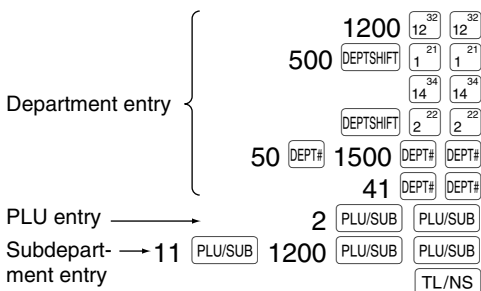 1200 12 32 12 32
500 DEPTSHIFT 1 21 1 21
14 34 14 34
Department entry
DEPTSHIFT 2 22 2 22
50 DEPT# 1500 DEPT# DEPT#
41 DEPT# DEPT#
PLU entry 2 PLU/SUB PLU/SUB
Subdepart- 11 PLU/SUB 1200 PLU/SUB PLU/SUB
ment entry
TL/NS